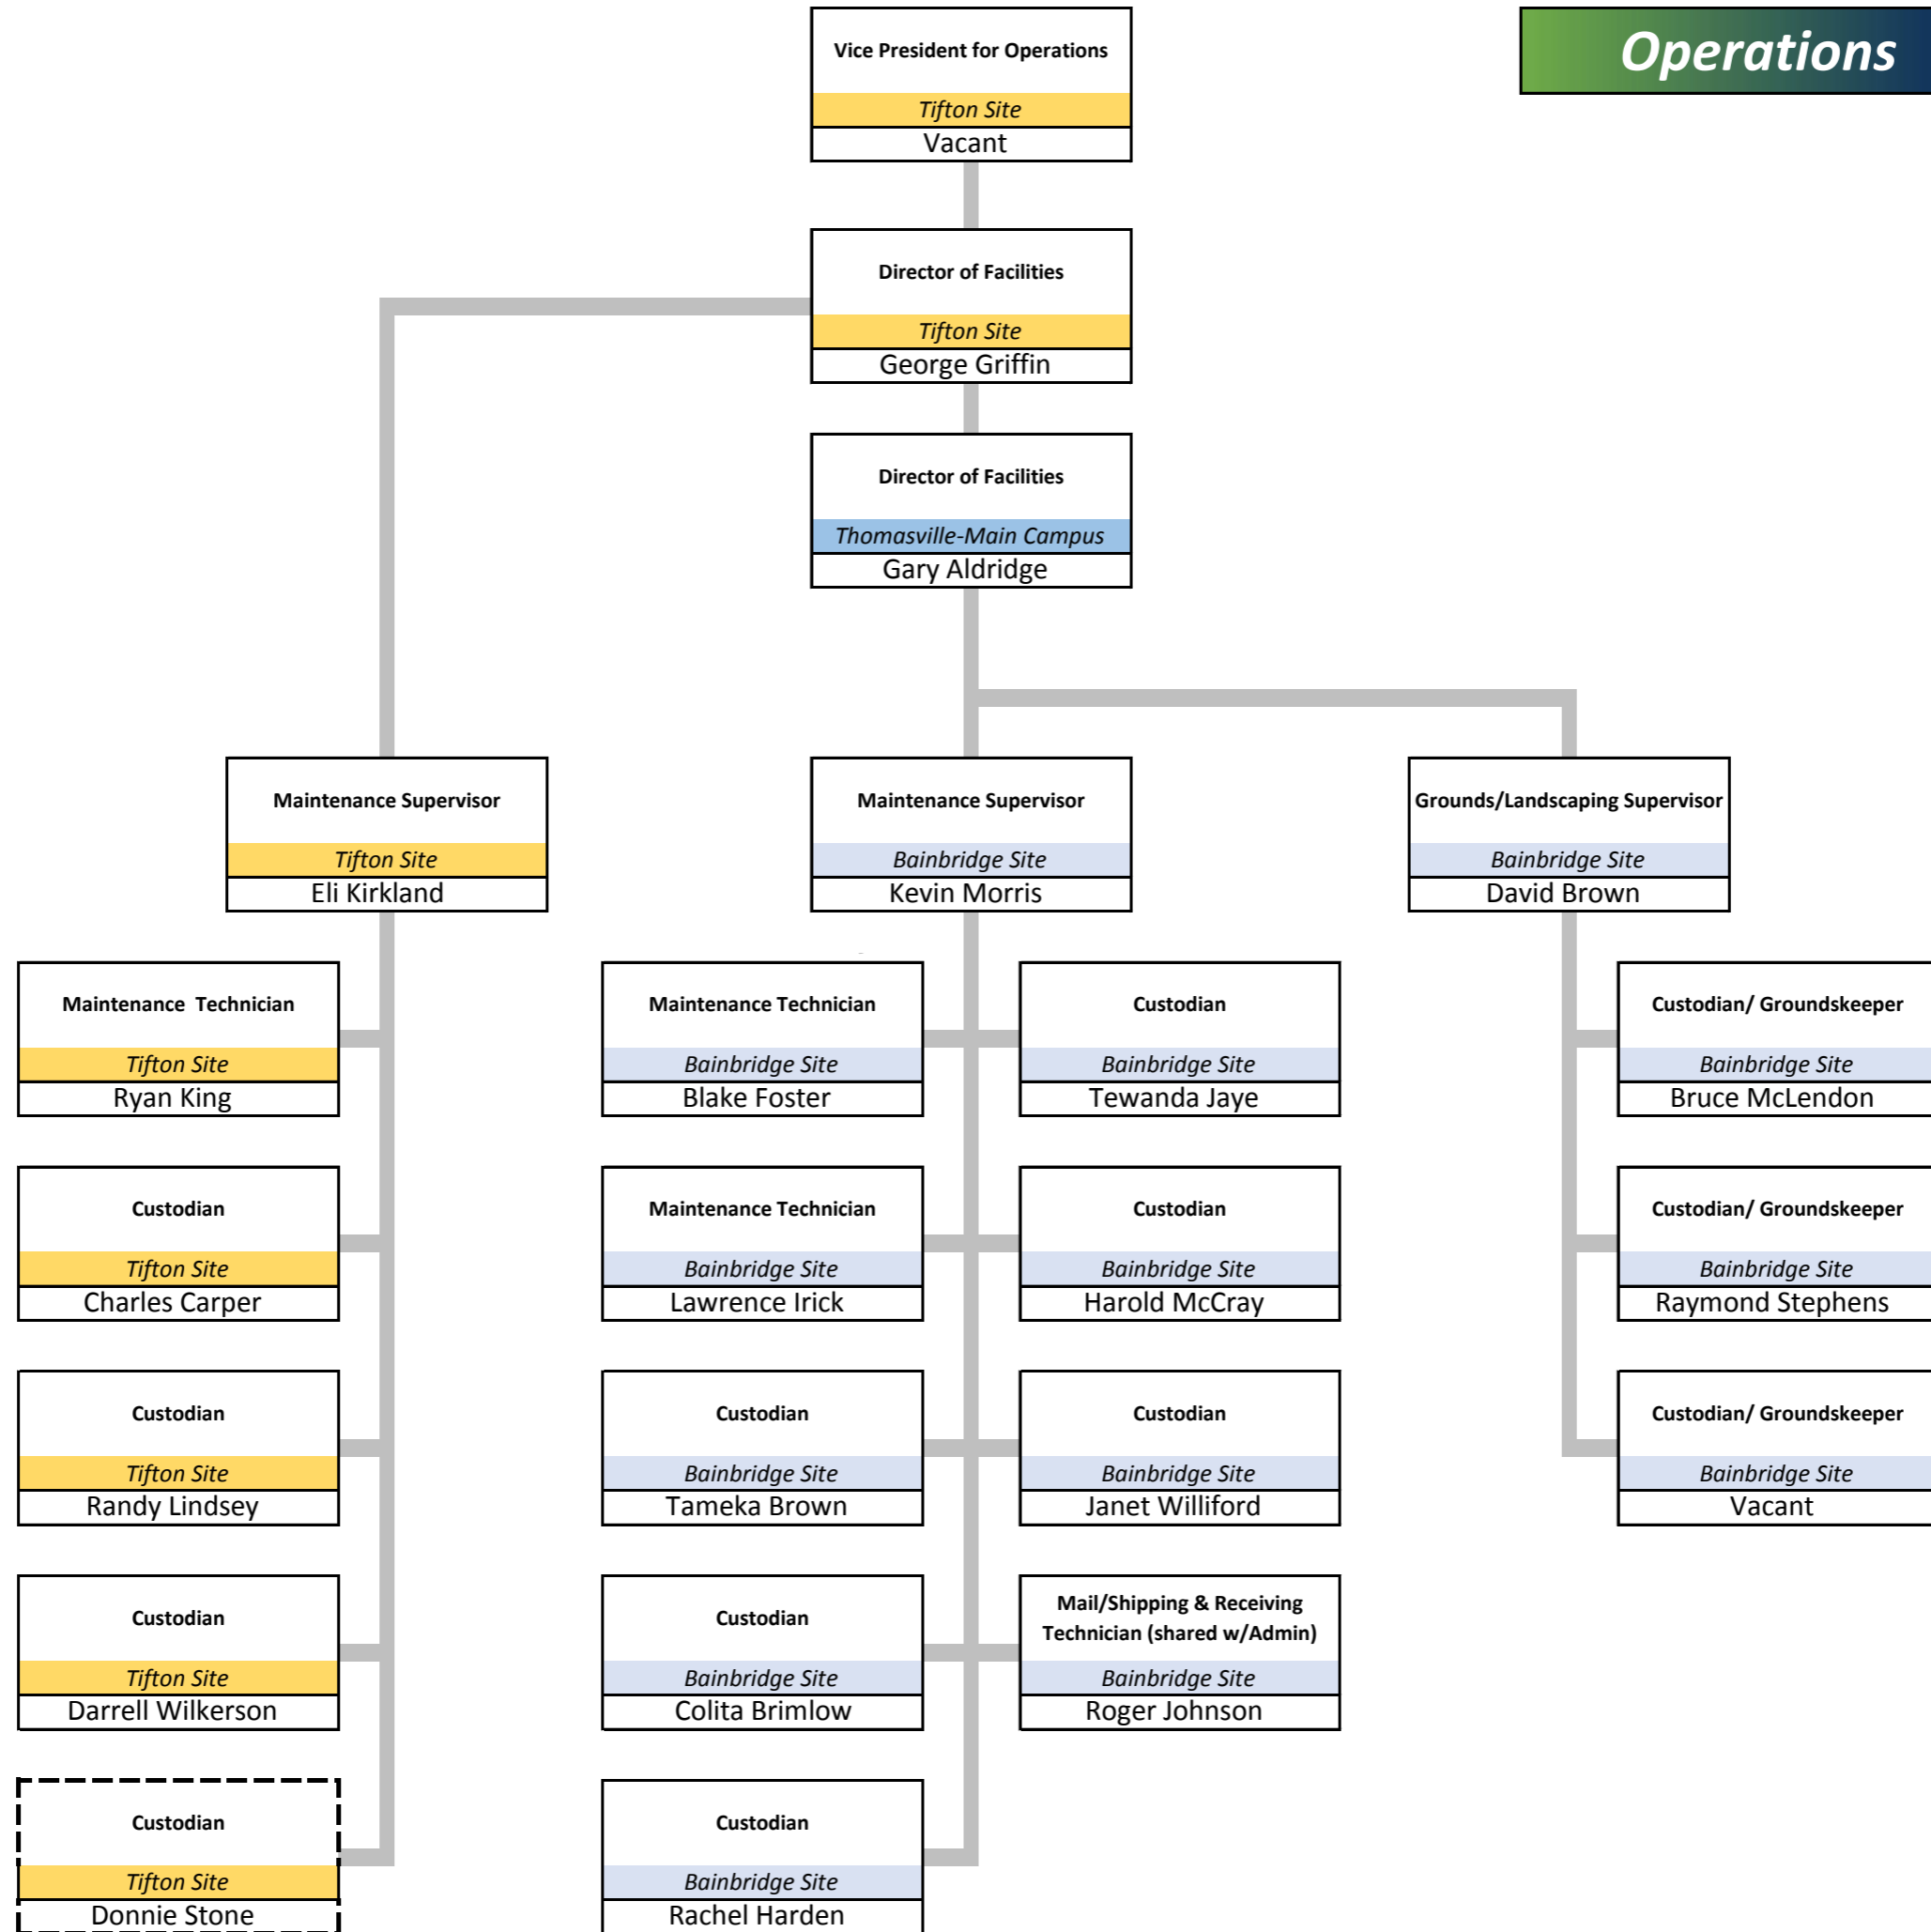 Operations
Vice President for Operations
Tifton Site
Vacant
Director of Facilities
Tifton Site
George Griffin
Director of Facilities
Thomasville-Main Campus
Gary Aldridge
Maintenance Supervisor
Tifton Site
Eli Kirkland
Maintenance Supervisor
Bainbridge Site
Kevin Morris
Grounds/Landscaping Supervisor
Bainbridge Site
David Brown
Maintenance  Technician
Tifton Site
Ryan King
Maintenance Technician
Bainbridge Site
Blake Foster
Custodian
Bainbridge Site
Tewanda Jaye
Custodian/ Groundskeeper
Bainbridge Site
Bruce McLendon
Custodian
Tifton Site
Charles Carper
Maintenance Technician
Bainbridge Site
Lawrence Irick
Custodian
Bainbridge Site
Harold McCray
Custodian/ Groundskeeper
Bainbridge Site
Raymond Stephens
Custodian
Tifton Site
Randy Lindsey
Custodian
Bainbridge Site
Tameka Brown
Custodian
Bainbridge Site
Janet Williford
Custodian/ Groundskeeper
Bainbridge Site
Vacant
Custodian
Tifton Site
Darrell Wilkerson
Custodian
Bainbridge Site
Colita Brimlow
Mail/Shipping & Receiving
Technician (shared w/Admin)
Bainbridge Site
Roger Johnson
Custodian
Tifton Site
Donnie Stone
Custodian
Bainbridge Site
Rachel Harden